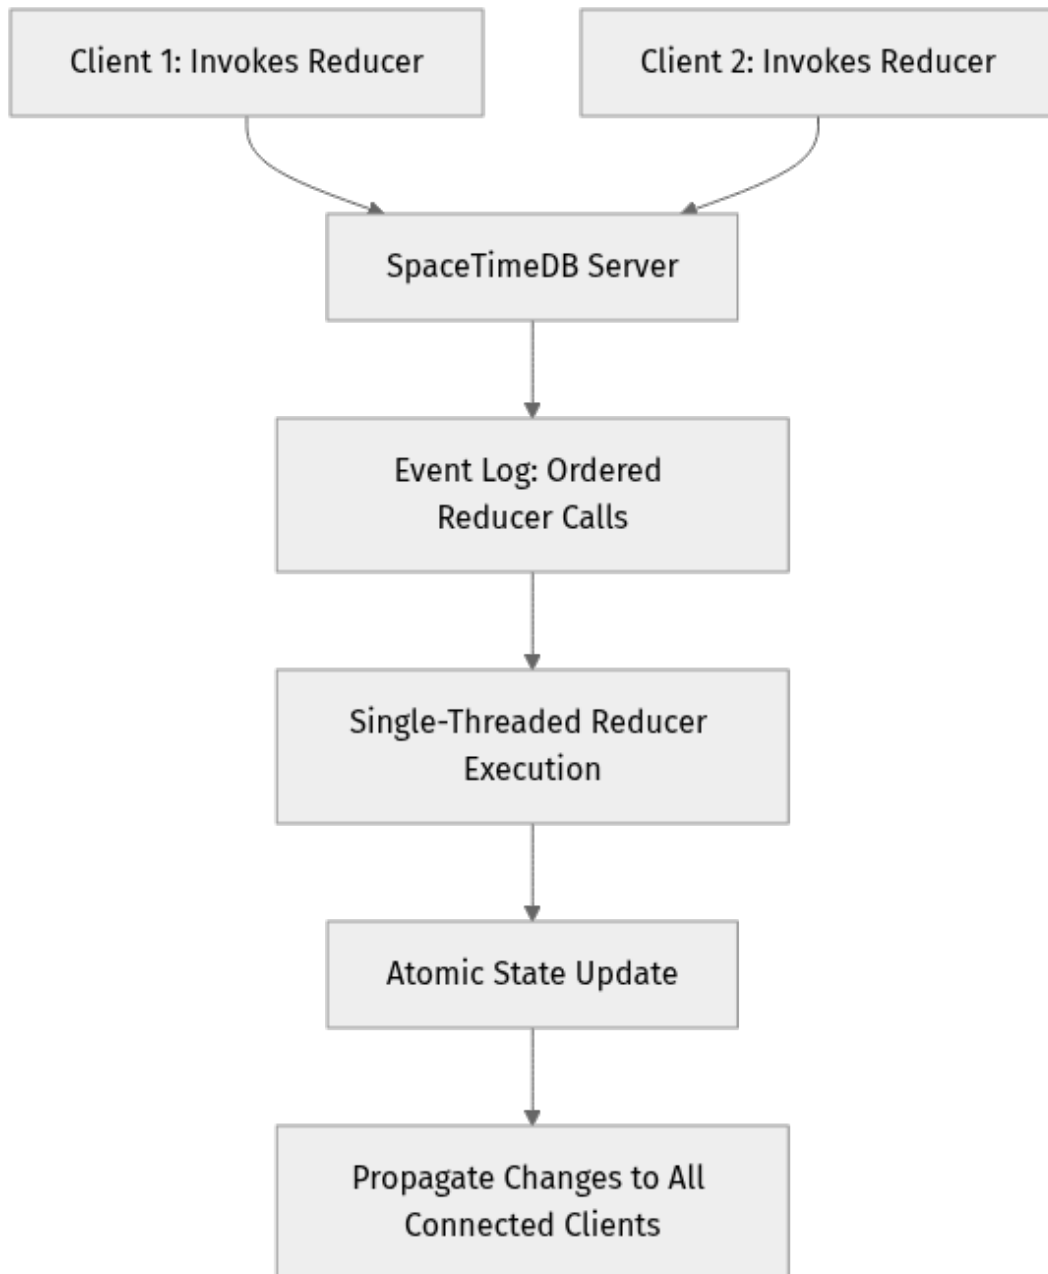 Client 1: Invokes Reducer
Client 2: Invokes Reducer
SpaceTimeDB Server
Event Log: Ordered
Reducer Calls
Single-Threaded Reducer
Execution
Atomic State Update
Propagate Changes to All
Connected Clients